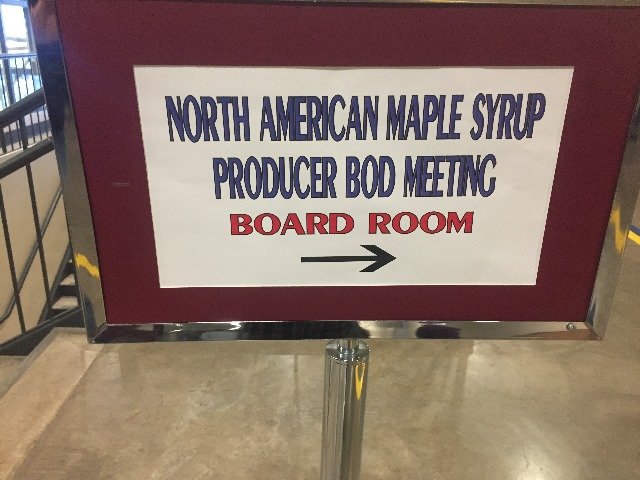 NORTH AMERICAN MAPLE SYRUP
PRODUCER BOD MEETING
BOARD ROOM